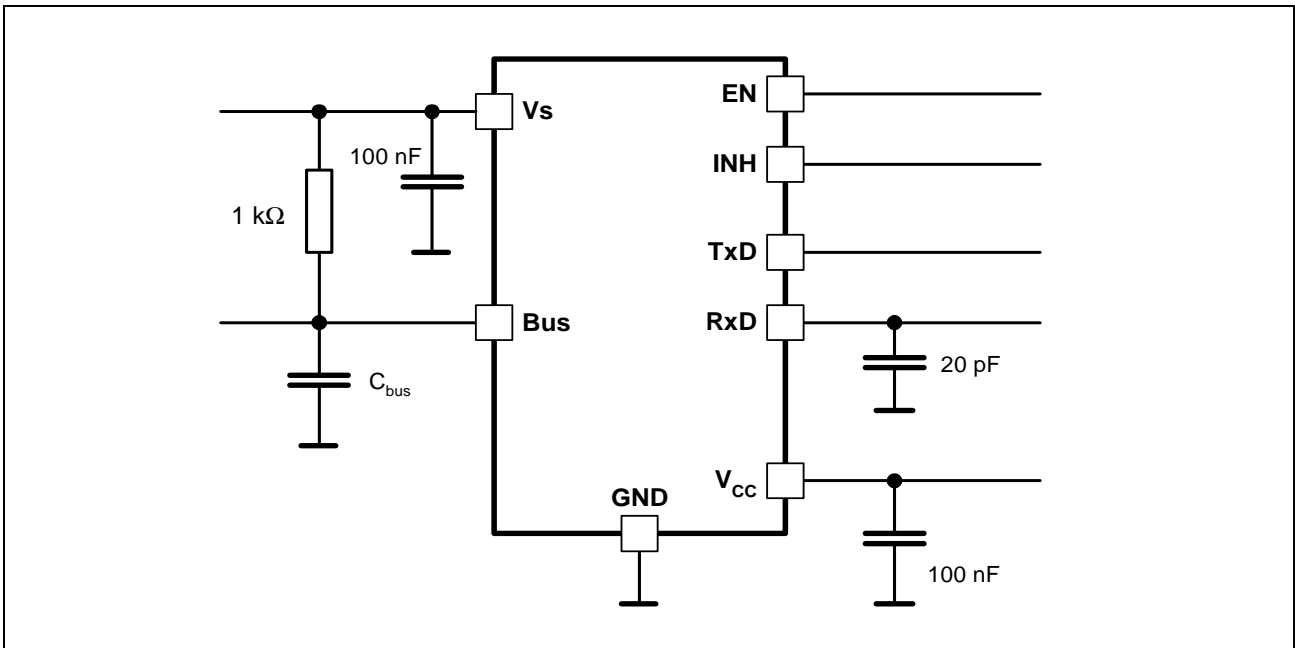 EN
Vs
100 nF
INH
1 kΩ
TxD
Bus
RxD
20 pF
C_bus
V_CC
GND
100 nF